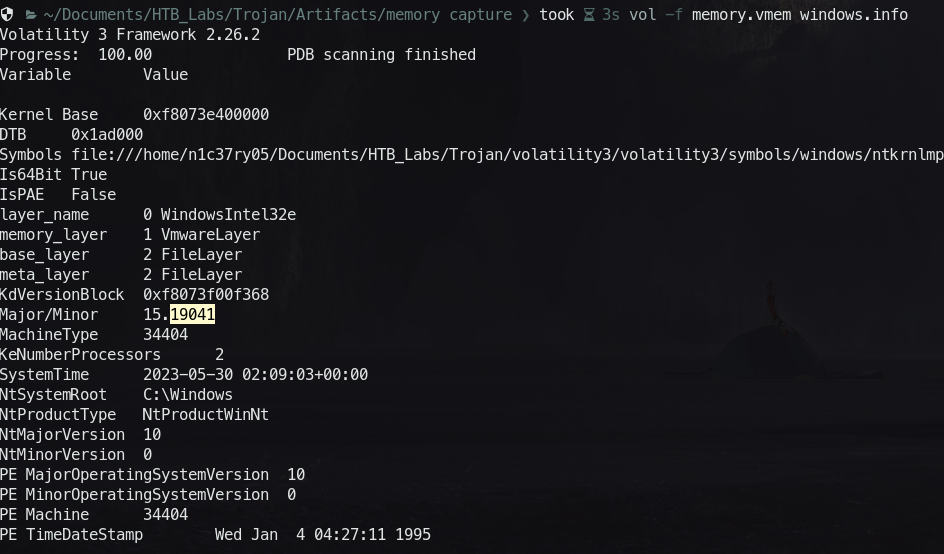 ~/Documents/HTB_Labs/Trojan/Artifacts/memory capture ❯ took ⌛ 3s vol -f memory.vmem windows.info
Volatility 3 Framework 2.26.2
Progress:  100.00               PDB scanning finished
Variable        Value
Kernel Base     0xf8073e400000
DTB     0x1ad000
Symbols file:///home/n1c37ry05/Documents/HTB_Labs/Trojan/volatility3/volatility3/symbols/windows/ntkrnlmp
Is64Bit True
IsPAE   False
layer_name      0 WindowsIntel32e
memory_layer    1 VmwareLayer
base_layer      2 FileLayer
meta_layer      2 FileLayer
KdVersionBlock  0xf8073f00f368
Major/Minor     15.19041
MachineType     34404
KeNumberProcessors      2
SystemTime      2023-05-30 02:09:03+00:00
NtSystemRoot    C:\Windows
NtProductType   NtProductWinNt
NtMajorVersion  10
NtMinorVersion  0
PE MajorOperatingSystemVersion  10
PE MinorOperatingSystemVersion  0
PE Machine      34404
PE TimeDateStamp        Wed Jan  4 04:27:11 1995